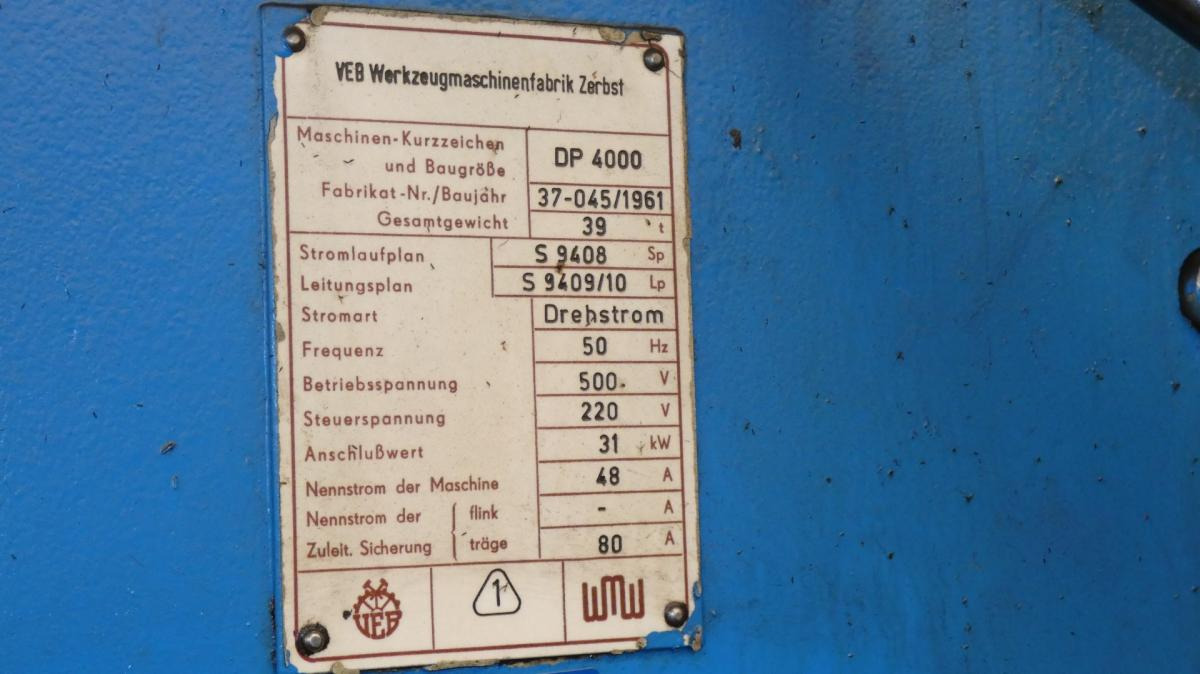 VEB Werkzeugmaschinenfabrik Zerbst
Maschinen-Kurzzeichen
und Baugröße DP 4000
Fabrikat-Nr./Baujahr 37-045/1961
Gesamtgewicht 39 t
Stromlaufplan S 9408 Sp
Leitungsplan S 9409/10 Lp
Stromart Drehstrom
Frequenz 50 Hz
Betriebsspannung 500 V
Steuerspannung 220 V
Anschlußwert 31 kW
Nennstrom der Maschine 48 A
Nennstrom der flink - A
Zuleit. Sicherung träge 80 A
VEB 1 WMW